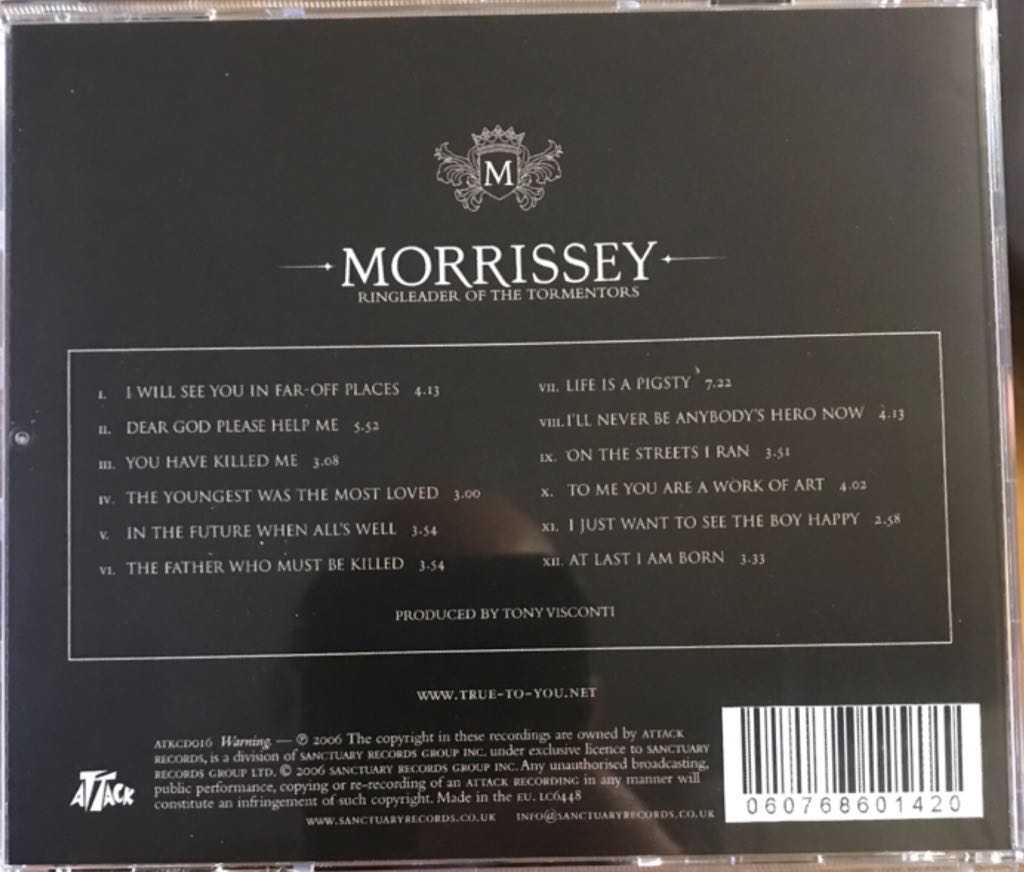 M
MORRISSEY
RINGLEADER OF THE TORMENTORS
I. I WILL SEE YOU IN FAR-OFF PLACES 4.13
II. DEAR GOD PLEASE HELP ME 5.52
III. YOU HAVE KILLED ME 3.08
IV. THE YOUNGEST WAS THE MOST LOVED 3.00
V. IN THE FUTURE WHEN ALL'S WELL 3.54
VI. THE FATHER WHO MUST BE KILLED 3.54
VII. LIFE IS A PIGSTY 7.22
VIII. I'LL NEVER BE ANYBODY'S HERO NOW 4.13
IX. ON THE STREETS I RAN 3.51
X. TO ME YOU ARE A WORK OF ART 4.02
XI. I JUST WANT TO SEE THE BOY HAPPY 2.58
XII. AT LAST I AM BORN 3.33
PRODUCED BY TONY VISCONTI
WWW.TRUE-TO-YOU.NET
ATKCD016 Warning — ℗ 2006 The copyright in these recordings are owned by ATTACK
RECORDS, is a division of SANCTUARY RECORDS GROUP INC. under exclusive licence to SANCTUARY
RECORDS GROUP LTD. © 2006 SANCTUARY RECORDS GROUP INC. Any unauthorised broadcasting,
public performance, copying or re-recording of an ATTACK RECORDING in any manner will
constitute an infringement of such copyright. Made in the EU. LC6448
WWW.SANCTUARYRECORDS.CO.UK INFO@SANCTUARYRECORDS.CO.UK
ATTACK
060768601420